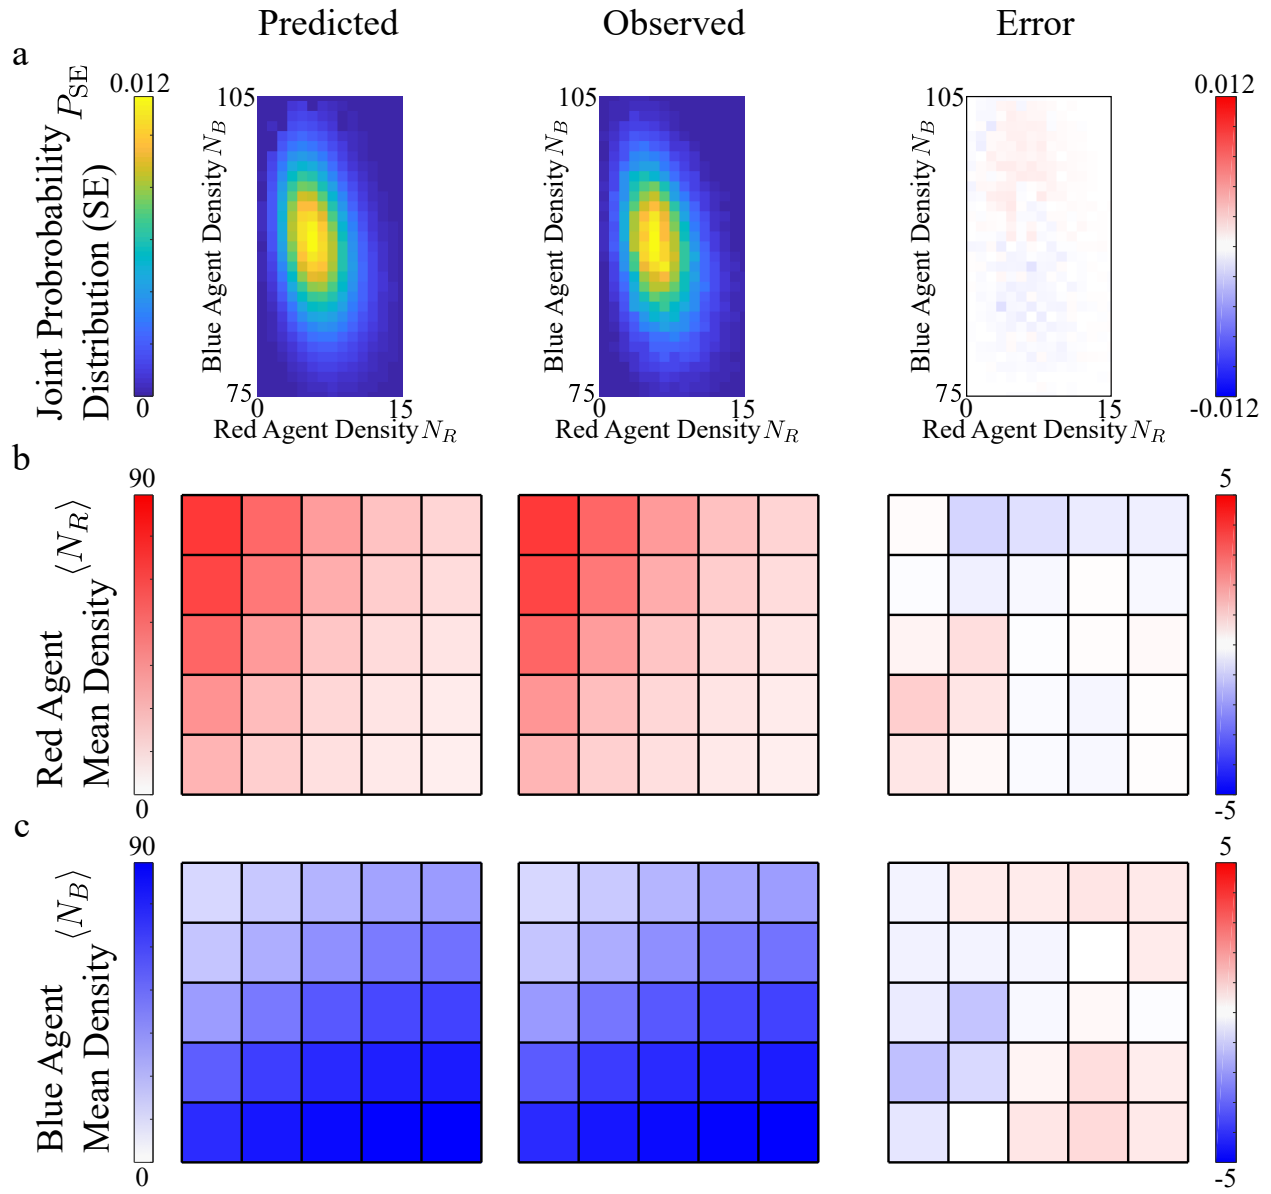 Predicted Observed Error
a
Joint Probrobability P_SE
Distribution (SE)
0.012
0
105
Blue Agent Density N_B
75
0 15
Red Agent Density N_R
105
Blue Agent Density N_B
75
0 15
Red Agent Density N_R
105
Blue Agent Density N_B
75
0 15
Red Agent Density N_R
0.012
-0.012
b
Red Agent
Mean Density ⟨N_R⟩
90
0
5
-5
c
Blue Agent
Mean Density ⟨N_B⟩
90
0
5
-5